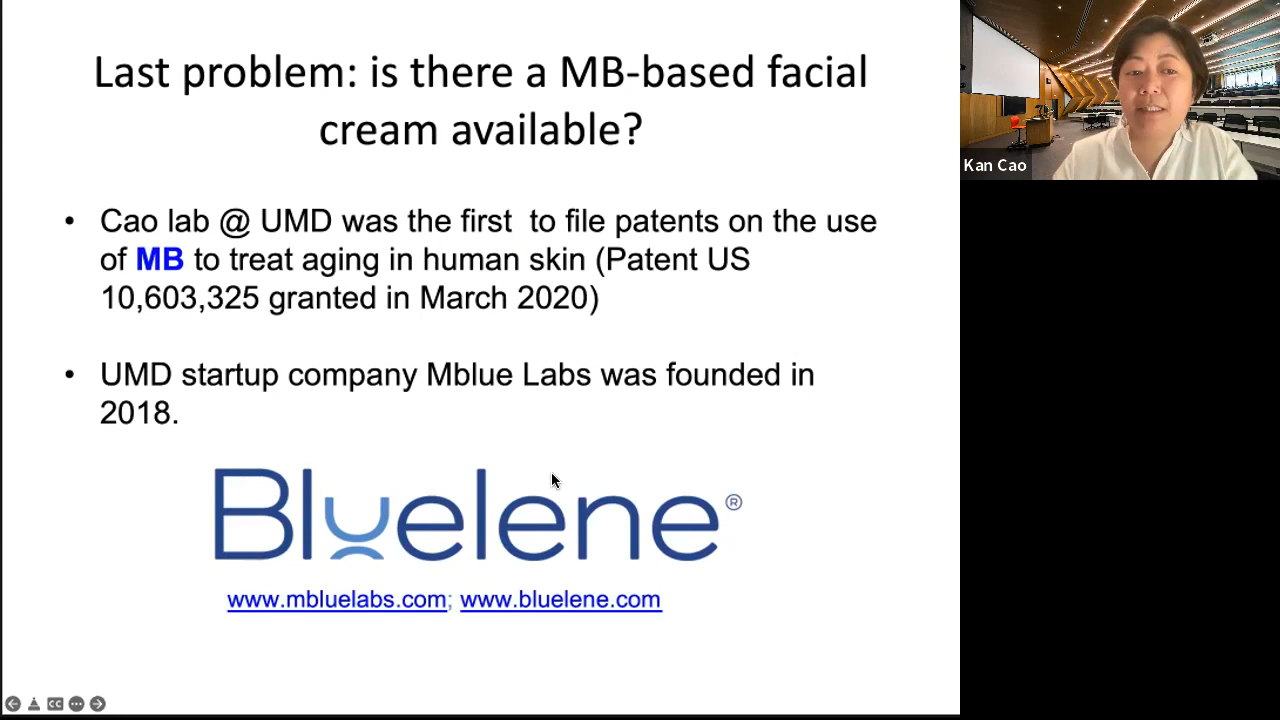 Last problem: is there a MB-based facial
cream available?
Kan Cao
• Cao lab @ UMD was the first  to file patents on the use
of MB to treat aging in human skin (Patent US
10,603,325 granted in March 2020)
• UMD startup company Mblue Labs was founded in
2018.
Bluelene®
www.mbluelabs.com; www.bluelene.com
CC